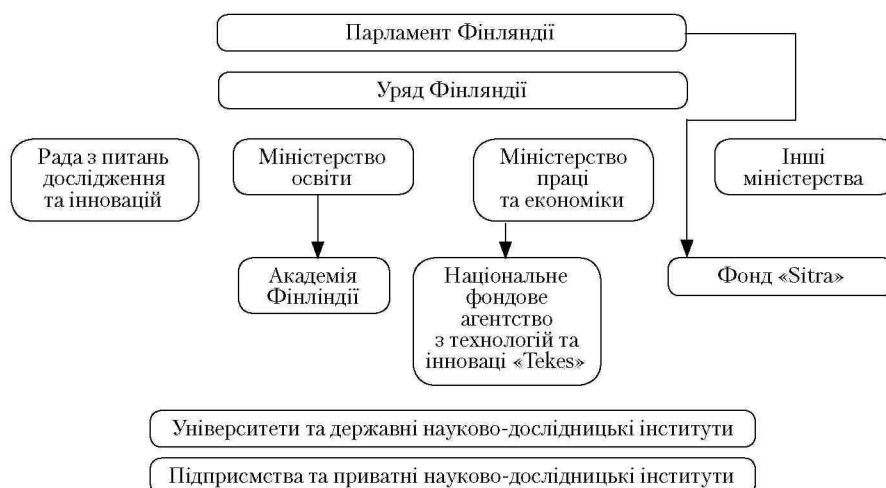 Парламент Фінляндії
Уряд Фінляндії
Рада з питань
дослідження
та інновацій
Міністерство
освіти
Міністерство
праці
та економіки
Інші
міністерства
Академія
Фінліндії
Національне
фондове
агентство
з технологій та
інноваці «Tekes»
Фонд «Sitra»
Університети та державні науково-дослідницькі інститути
Підприємства та приватні науково-дослідницькі інститути